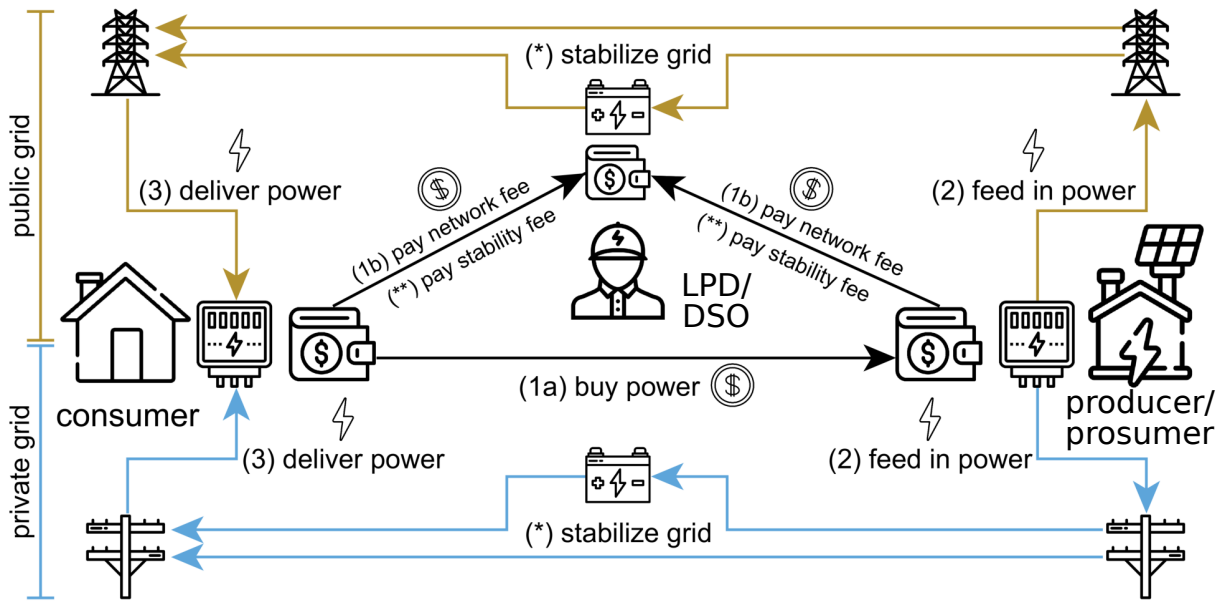 (*) stabilize grid
public grid
(3) deliver power
(1b) pay network fee
(**) pay stability fee
(1b) pay network fee
(**) pay stability fee
(2) feed in power
LPD/
DSO
(1a) buy power
consumer
producer/
prosumer
private grid
(3) deliver power
(2) feed in power
(*) stabilize grid